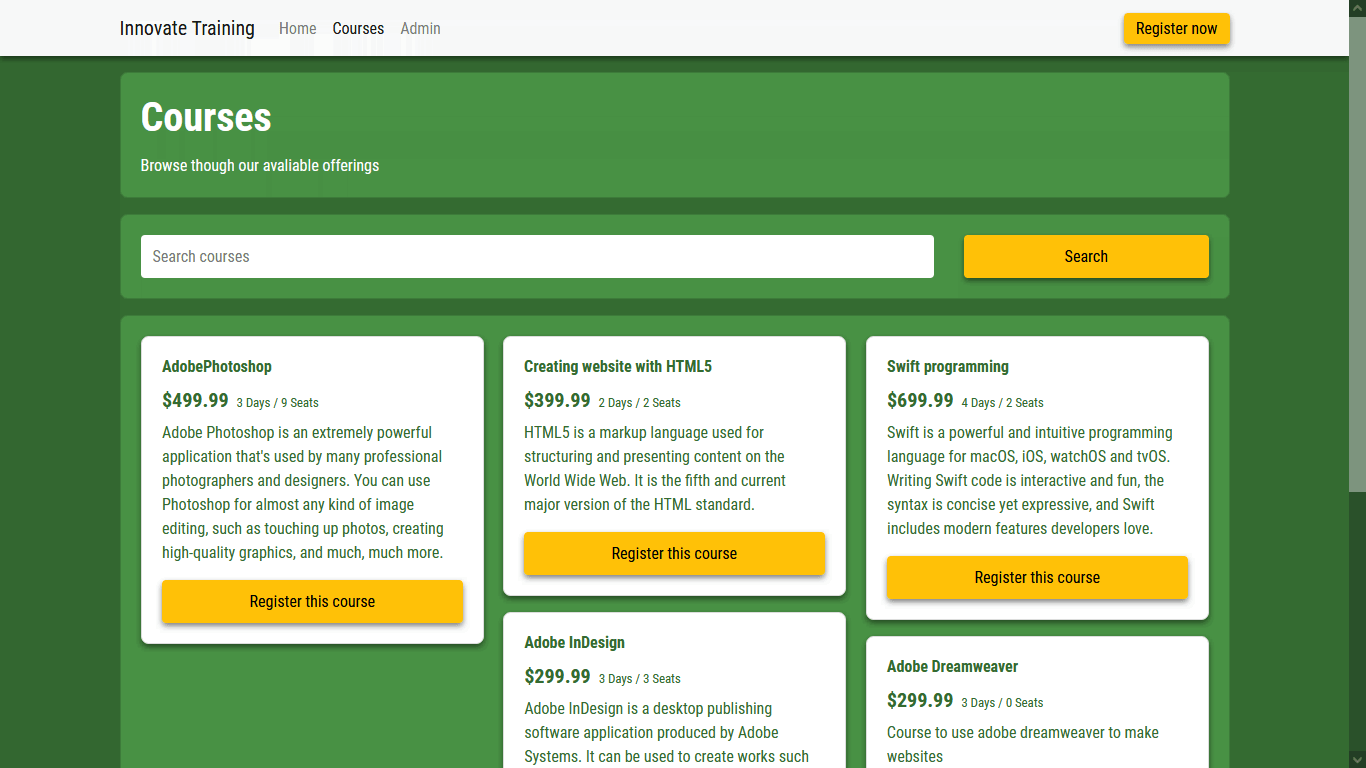 Innovate Training Home Courses Admin Register now
Courses
Browse though our avaliable offerings
Search courses Search
AdobePhotoshop
$499.99 3 Days / 9 Seats
Adobe Photoshop is an extremely powerful
application that's used by many professional
photographers and designers. You can use
Photoshop for almost any kind of image
editing, such as touching up photos, creating
high-quality graphics, and much, much more.
Register this course
Creating website with HTML5
$399.99 2 Days / 2 Seats
HTML5 is a markup language used for
structuring and presenting content on the
World Wide Web. It is the fifth and current
major version of the HTML standard.
Register this course
Adobe InDesign
$299.99 3 Days / 3 Seats
Adobe InDesign is a desktop publishing
software application produced by Adobe
Systems. It can be used to create works such
Swift programming
$699.99 4 Days / 2 Seats
Swift is a powerful and intuitive programming
language for macOS, iOS, watchOS and tvOS.
Writing Swift code is interactive and fun, the
syntax is concise yet expressive, and Swift
includes modern features developers love.
Register this course
Adobe Dreamweaver
$299.99 3 Days / 0 Seats
Course to use adobe dreamweaver to make
websites